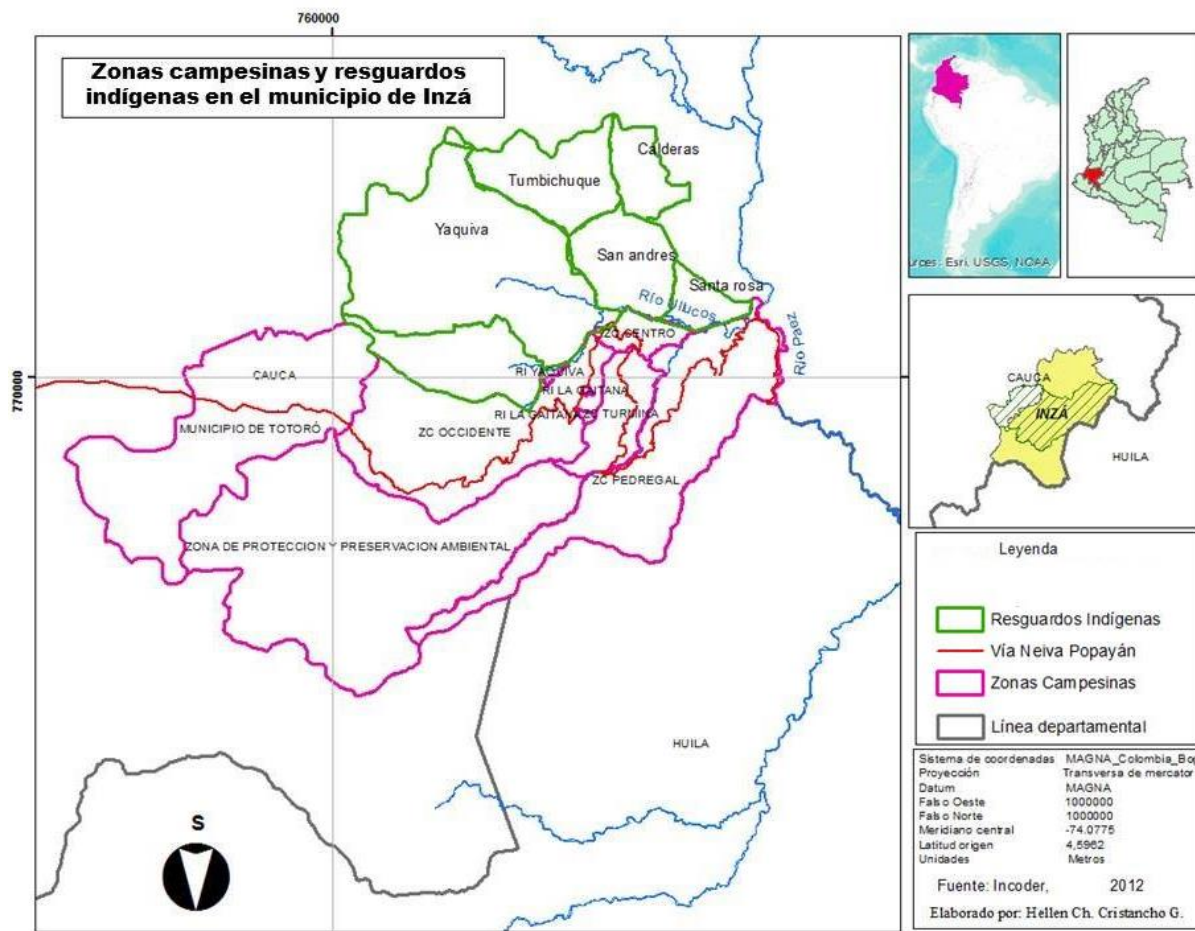 760000
Zonas campesinas y resguardos
indígenas en el municipio de Inzá
770000
Calderas
Tumbichuque
Yaquiva
San andres
Santa rosa
Río Ullucos
Río Paez
ZC CENTRO
CAUCA
RI YAQUIVA
RI LA GAITANA
RI LA GAITANA
ZC TURMINA
MUNICIPIO DE TOTORÓ
ZC OCCIDENTE
ZC PEDREGAL
ZONA DE PROTECCION Y PRESERVACION AMBIENTAL
HUILA
S
Esri, USGS, NOAA
CAUCA
INZÁ
HUILA
Leyenda
Resguardos Indígenas
Vía Neiva Popayán
Zonas Campesinas
Línea departamental
Sistema de coordenadas MAGNA_Colombia_Bog
Proyección Transversa de mercator
Datum MAGNA
Falso Oeste 1000000
Falso Norte 1000000
Meridiano central -74.0775
Latitud origen 4,5962
Unidades Metros
Fuente: Incoder, 2012
Elaborado por: Hellen Ch. Cristancho G.